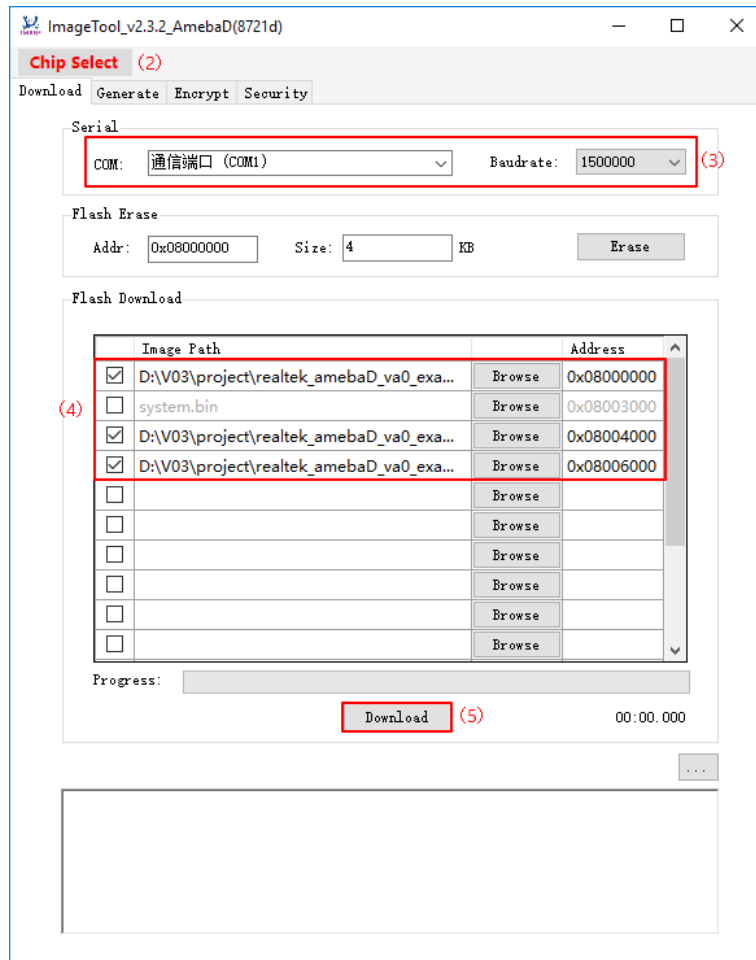 ImageTool_v2.3.2_AmebaD(8721d)
Chip Select (2)
Download Generate Encrypt Security
Serial
COM: 通信端口 (COM1) Baudrate: 1500000 (3)
Flash Erase
Addr: 0x08000000 Size: 4 KB Erase
Flash Download
Image Path Address
D:\V03\project\realtek_amebaD_va0_exa... Browse 0x08000000
(4) system.bin Browse 0x08003000
D:\V03\project\realtek_amebaD_va0_exa... Browse 0x08004000
D:\V03\project\realtek_amebaD_va0_exa... Browse 0x08006000
Browse
Browse
Browse
Browse
Browse
Browse
Progress:
Download (5) 00:00.000
...